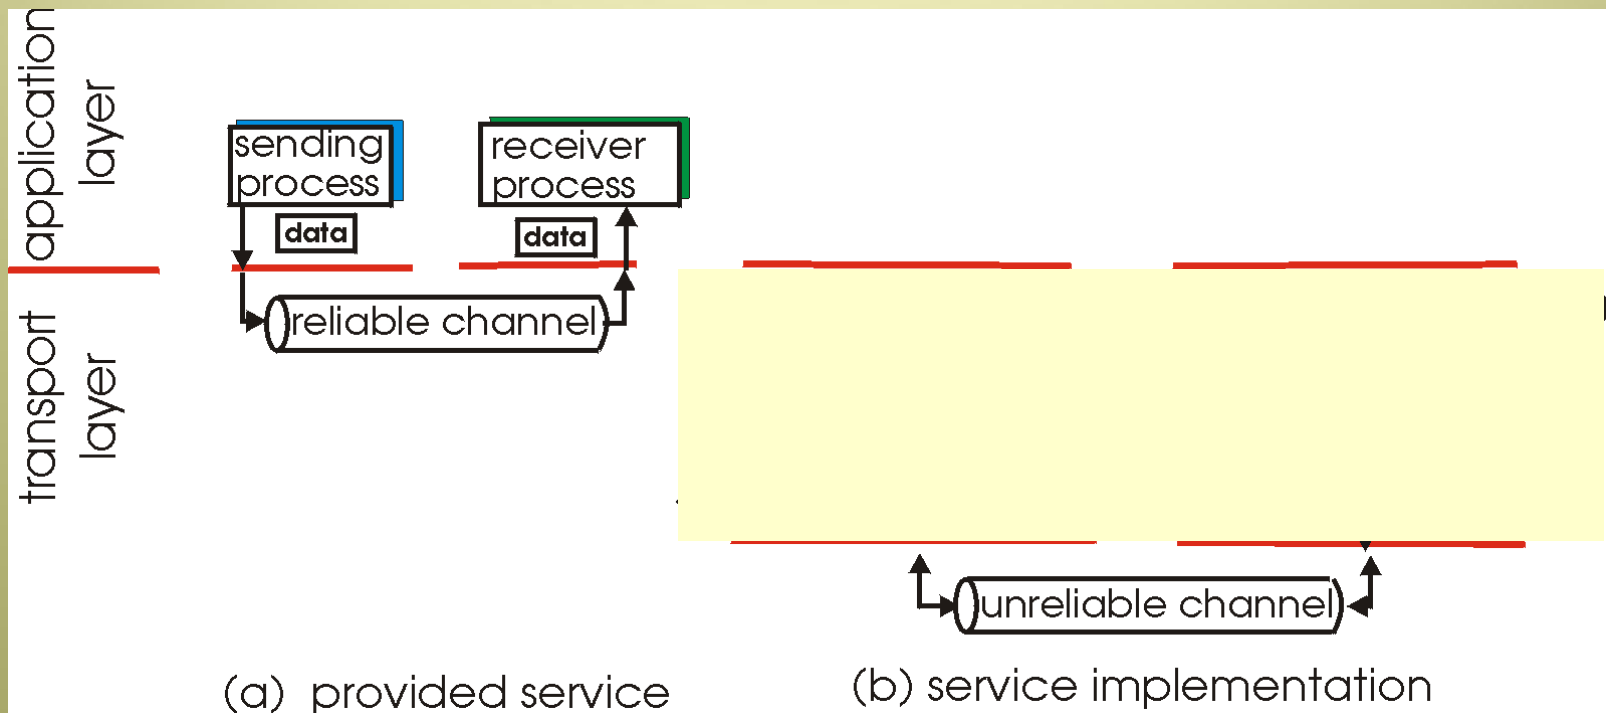 application
layer
sending
process
receiver
process
data
data
transport
layer
reliable channel
unreliable channel
(a) provided service
(b) service implementation